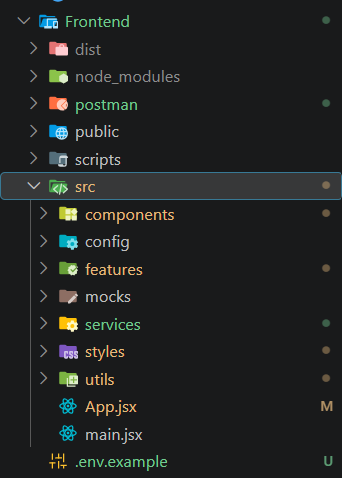 Frontend
dist
node_modules
postman
public
scripts
src
components
config
features
mocks
services
styles
utils
App.jsx M
main.jsx
.env.example U